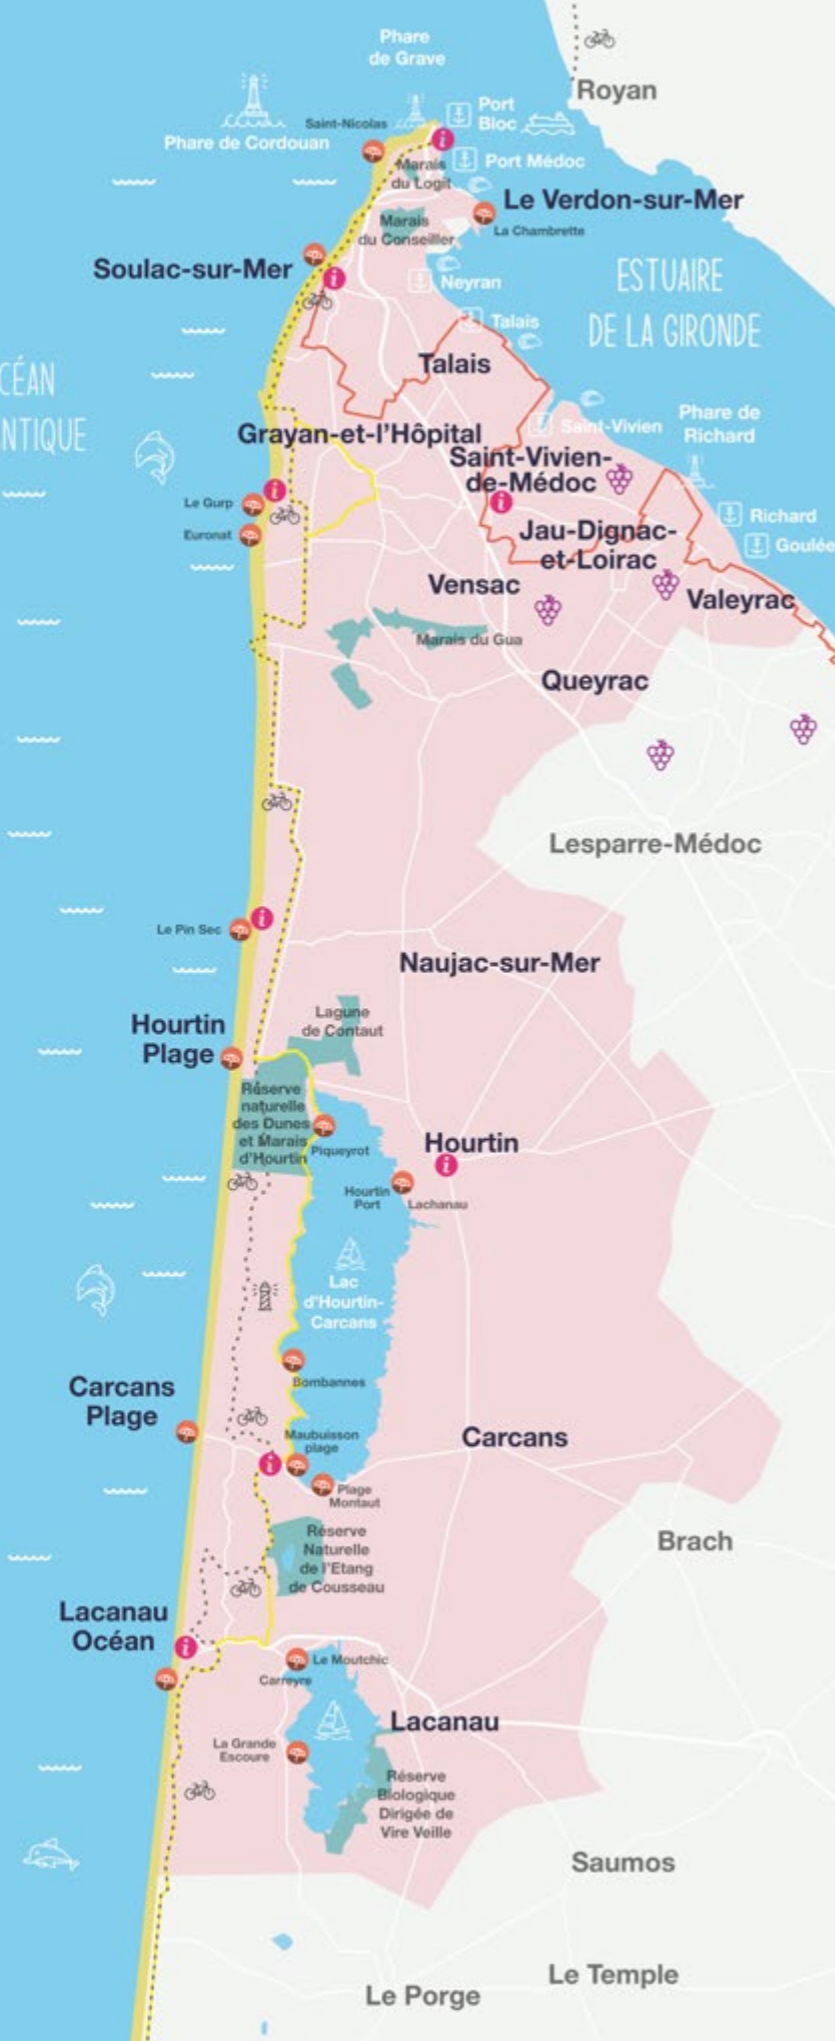 Phare
de Grave
Royan
Port
Bloc
Saint-Nicolas
Phare de Cordouan
Port Médoc
Marais
du Logit
Le Verdon-sur-Mer
La Chambrette
Marais
du Conseiller
Soulac-sur-Mer
Neyran
ESTUAIRE
DE LA GIRONDE
Talais
Talais
CÉAN
NTIQUE
Saint-Vivien
Phare de
Richard
Grayan-et-l'Hôpital
Saint-Vivien-
de-Médoc
Le Gurp
Richard
Euronat
Jau-Dignac-
et-Loirac
Goulée
Vensac
Valeyrac
Marais du Gua
Queyrac
Lesparre-Médoc
Le Pin Sec
Naujac-sur-Mer
Lagune
de Contaut
Hourtin
Plage
Réserve
naturelle
des Dunes
et Marais
d'Hourtin
Piqueyrot
Hourtin
Hourtin
Port
Lachanau
Lac
d'Hourtin-
Carcans
Bombannes
Carcans
Plage
Maubuisson
plage
Carcans
Plage
Montaut
Réserve
Naturelle
de l'Etang
de Cousseau
Brach
Lacanau
Océan
Le Moutchic
Carreyre
Lacanau
La Grande
Escoure
Réserve
Biologique
Dirigée de
Vire Veille
Saumos
Le Temple
Le Porge